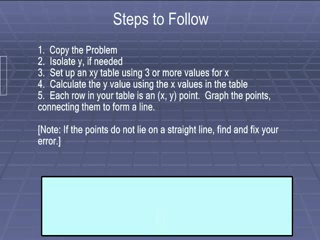 Steps to Follow
1. Copy the Problem
2. Isolate y, if needed
3. Set up an xy table using 3 or more values for x
4. Calculate the y value using the x values in the table
5. Each row in your table is an (x, y) point. Graph the points,
connecting them to form a line.
[Note: If the points do not lie on a straight line, find and fix your
error.]